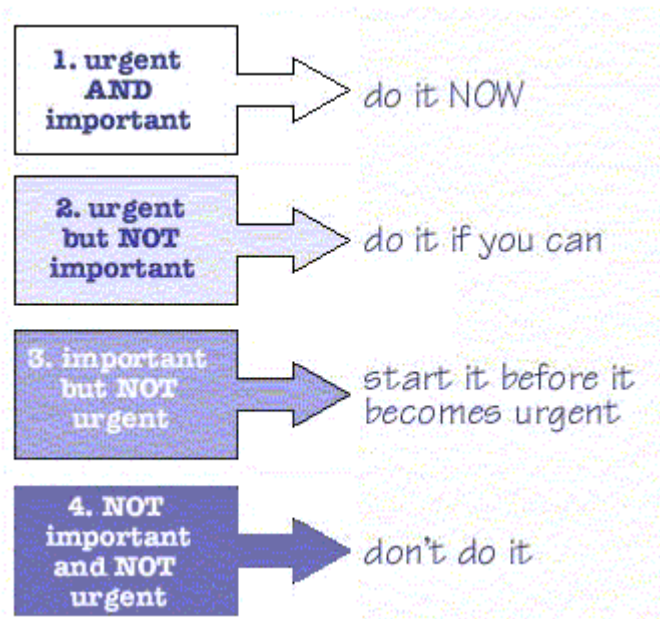 1. urgent
AND
important
do it NOW
2. urgent
but NOT
important
do it if you can
3. important
but NOT
urgent
start it before it
becomes urgent
4. NOT
important
and NOT
urgent
don't do it